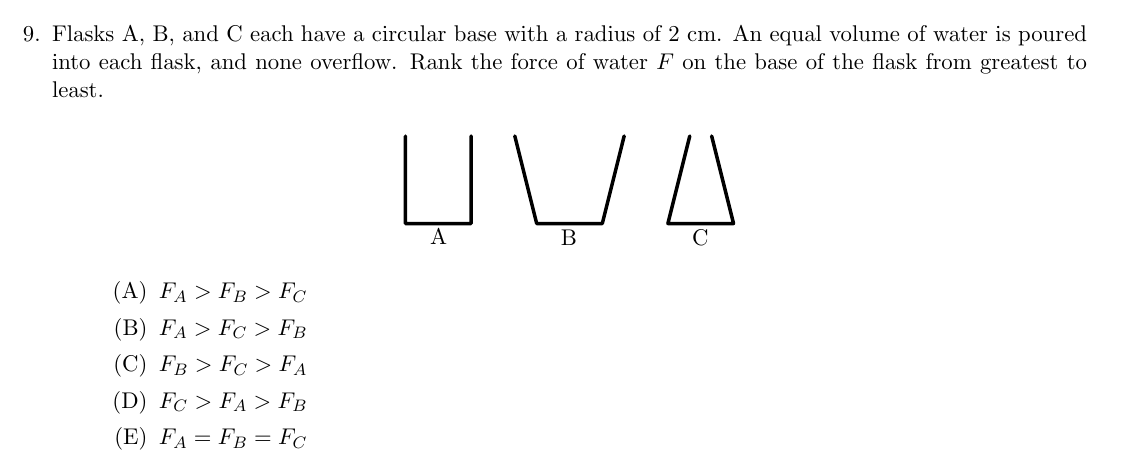 9. Flasks A, B, and C each have a circular base with a radius of 2 cm. An equal volume of water is poured
into each flask, and none overflow. Rank the force of water F on the base of the flask from greatest to
least.
A B C
(A) F_A > F_B > F_C
(B) F_A > F_C > F_B
(C) F_B > F_C > F_A
(D) F_C > F_A > F_B
(E) F_A = F_B = F_C